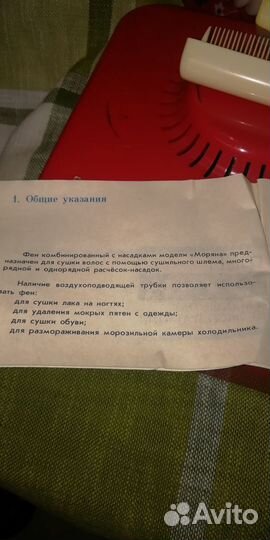 1. Общие указания
Фен комбинированный с насадками модели «Моряна» пред-
назначен для сушки волос с помощью сушильного шлема, много-
рядной и однорядной расчёсок-насадок.
Наличие воздухоподводящей трубки позволяет использо-
вать фен:
для сушки лака на ногтях;
для удаления мокрых пятен с одежды;
для сушки обуви;
для размораживания морозильной камеры холодильника.
Avito